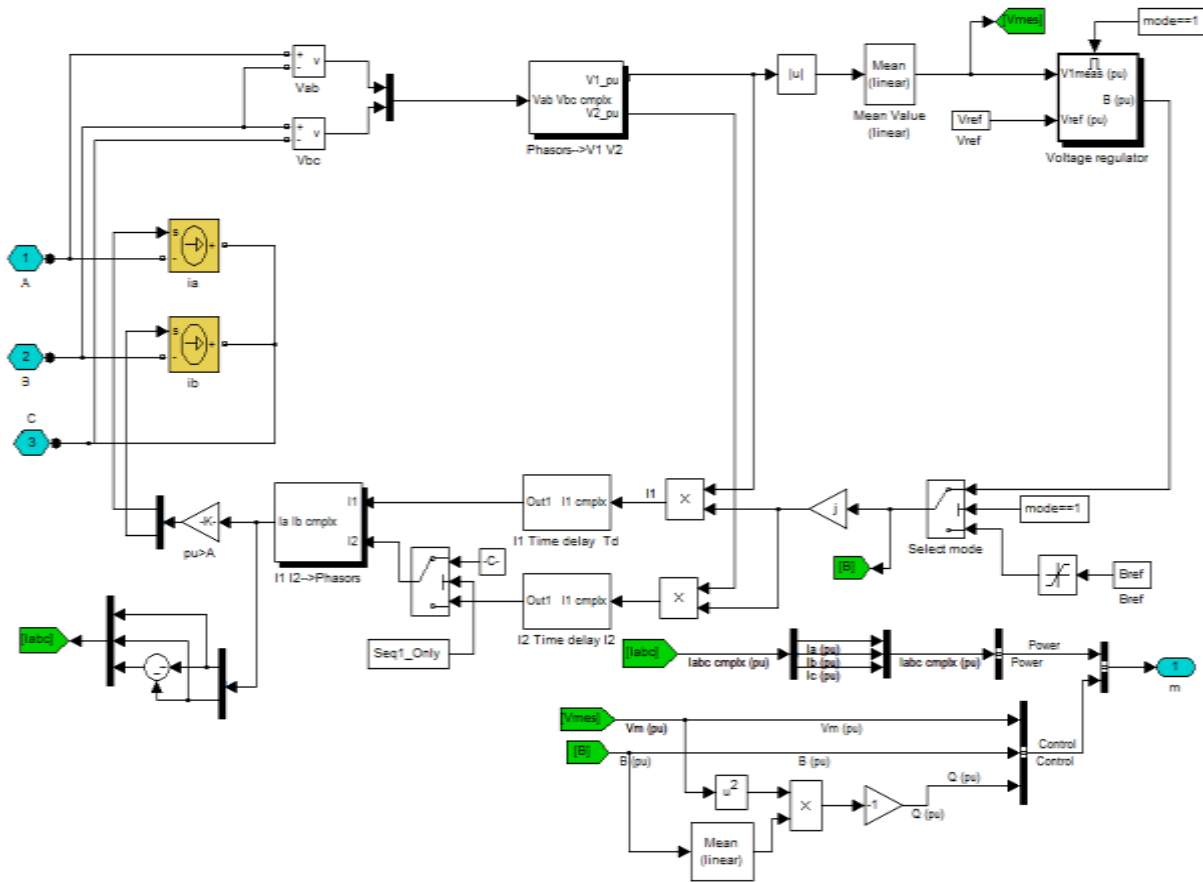 [Vmes]
mode==1
+
-
v
Vab
+
-
v
Vbc
Vab Vbc cmplx
V1_pu
V2_pu
Phasors-->V1 V2
|u|
Mean
(linear)
Mean Value
(linear)
V1meas (pu)
B (pu)
Vref (pu)
Voltage regulator
Vref
Vref
1
A
s
-
+
ia
2
B
s
-
+
ib
C
3
-K-
pu>A
Ia Ib cmplx
I1
I2
I1 I2-->Phasors
Out1
I1 cmplx
I1 Time delay Td
I1
×
j
Select mode
mode==1
[B]
Bref
Bref
-C-
Seq1_Only
Out1
I1 cmplx
I2 Time delay I2
×
[Iabc]
-
-
[Iabc]
Iabc cmplx (pu)
Ia (pu)
Ib (pu)
Ic (pu)
Iabc cmplx (pu)
Power
Power
1
m
[Vmes]
Vm (pu)
Vm (pu)
[B]
B (pu)
B (pu)
Control
Control
u²
×
-1
Q (pu)
Q (pu)
Mean
(linear)